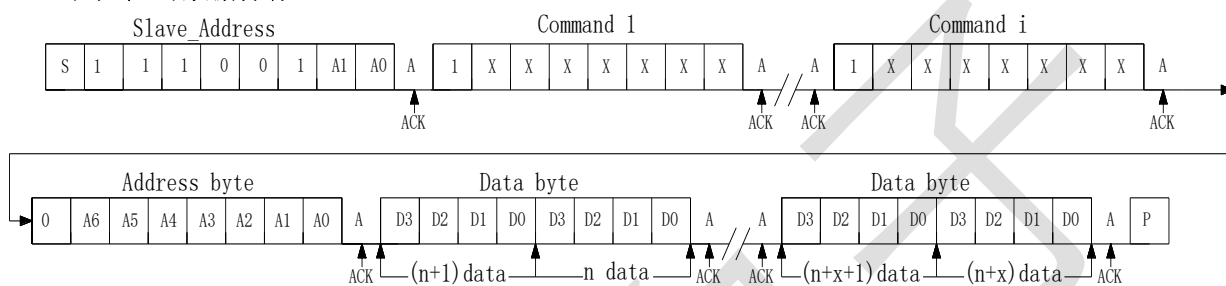 Slave_Address Command 1 Command i
S 1 1 1 0 0 1 A1 A0 A 1 X X X X X X X A // A 1 X X X X X X X A
ACK ACK ACK ACK
Address byte Data byte Data byte
0 A6 A5 A4 A3 A2 A1 A0 A D3 D2 D1 D0 D3 D2 D1 D0 A // A D3 D2 D1 D0 D3 D2 D1 D0 A P
ACK (n+1)data n data ACK ACK (n+x+1)data (n+x)data ACK